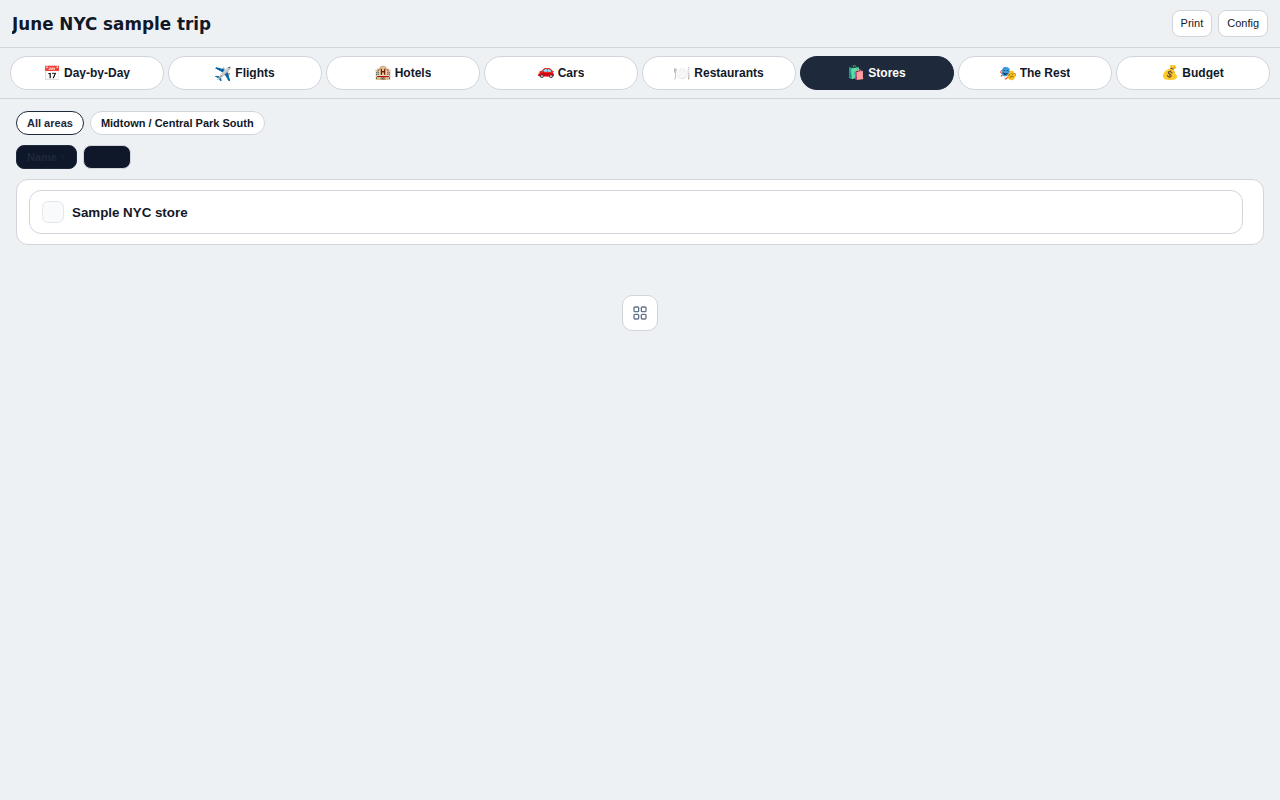 June NYC sample trip
Print
Config
Day-by-Day
Flights
Hotels
Cars
Restaurants
Stores
The Rest
Budget
All areas
Midtown / Central Park South
Name
Sample NYC store